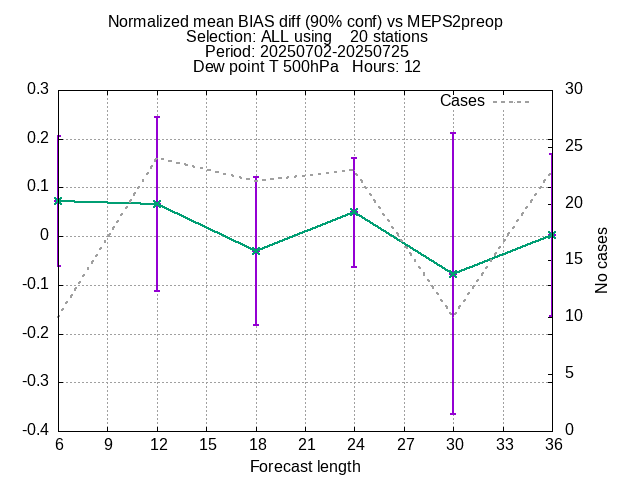 Normalized mean BIAS diff (90% conf) vs MEPS2preop
Selection: ALL using    20 stations
Period: 20250702-20250725
Dew point T 500hPa   Hours: 12
Cases
0.3
0.2
0.1
0
-0.1
-0.2
-0.3
-0.4
30
25
20
15
10
5
0
No cases
6 9 12 15 18 21 24 27 30 33 36
Forecast length